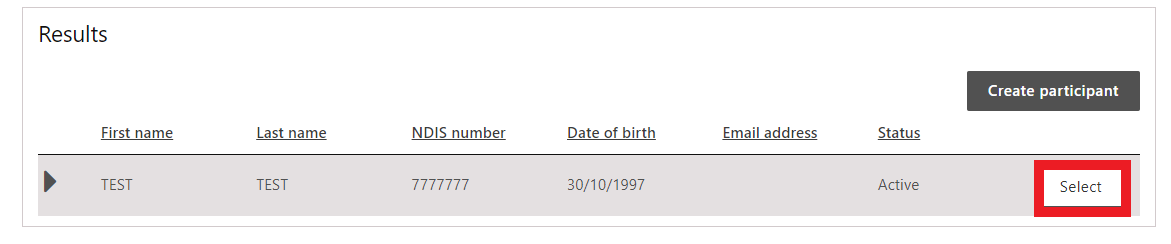 Results
Create participant
First name Last name NDIS number Date of birth Email address Status
TEST TEST 7777777 30/10/1997 Active Select